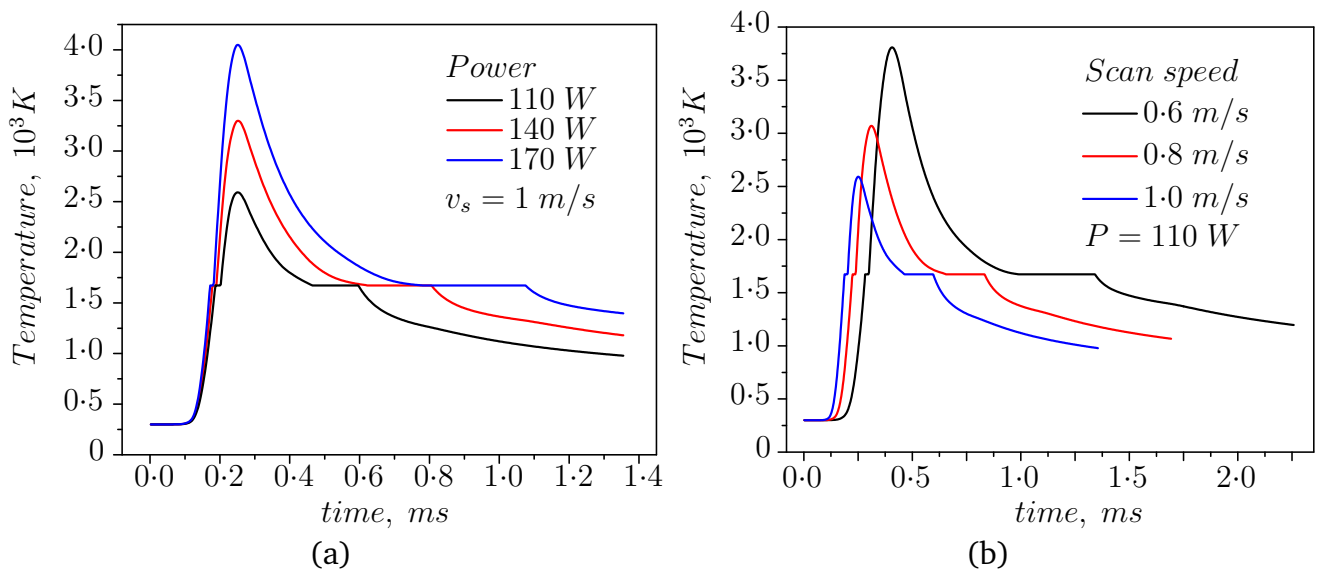 4·0
3·5
3·0
2·5
2·0
1·5
1·0
0·5
0
Temperature, 10³K
Power
110 W
140 W
170 W
v_s = 1 m/s
0·0 0·2 0·4 0·6 0·8 1·0 1·2 1·4
time, ms
(a)
4·0
3·5
3·0
2·5
2·0
1·5
1·0
0·5
0
Temperature, 10³K
Scan speed
0·6 m/s
0·8 m/s
1·0 m/s
P = 110 W
0·0 0·5 1·0 1·5 2·0
time, ms
(b)